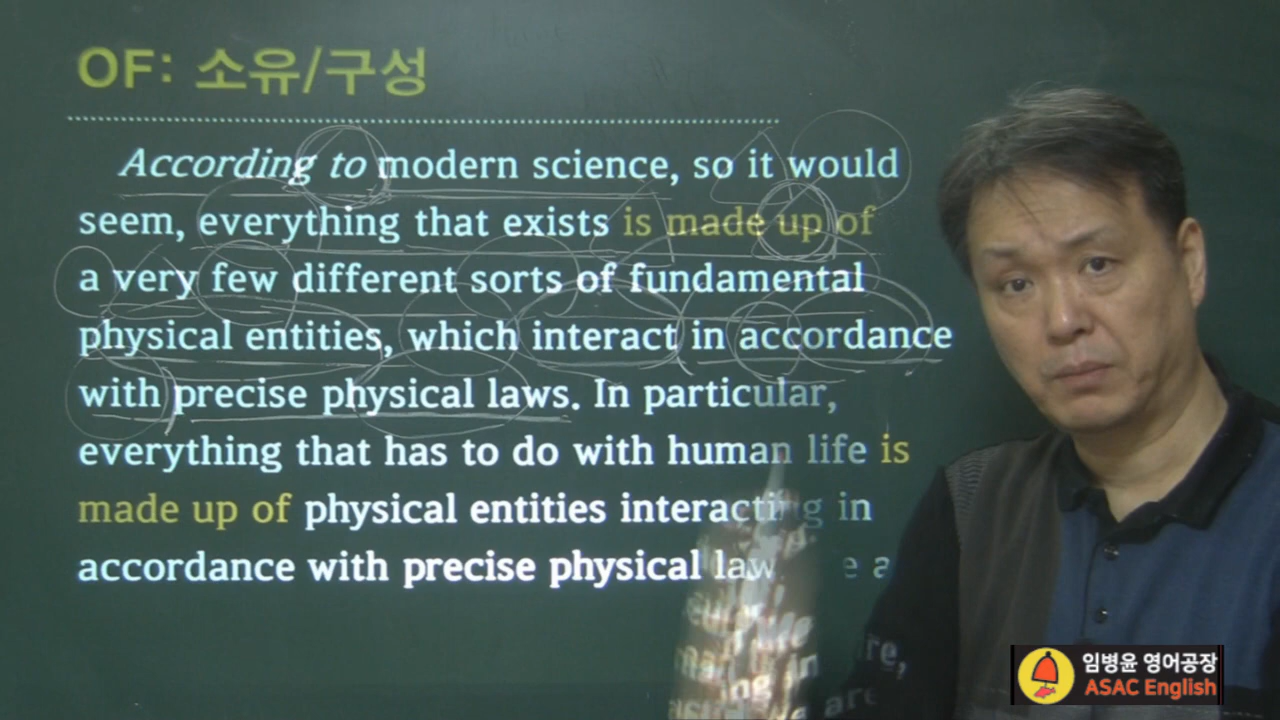 OF: 소유/구성
According to modern science, so it would
seem, everything that exists is made up of
a very few different sorts of fundamental
physical entities, which interact in accordance
with precise physical laws. In particular,
everything that has to do with human life is
made up of physical entities interacting in
accordance with precise physical law
임병윤 영어공장
ASAC English